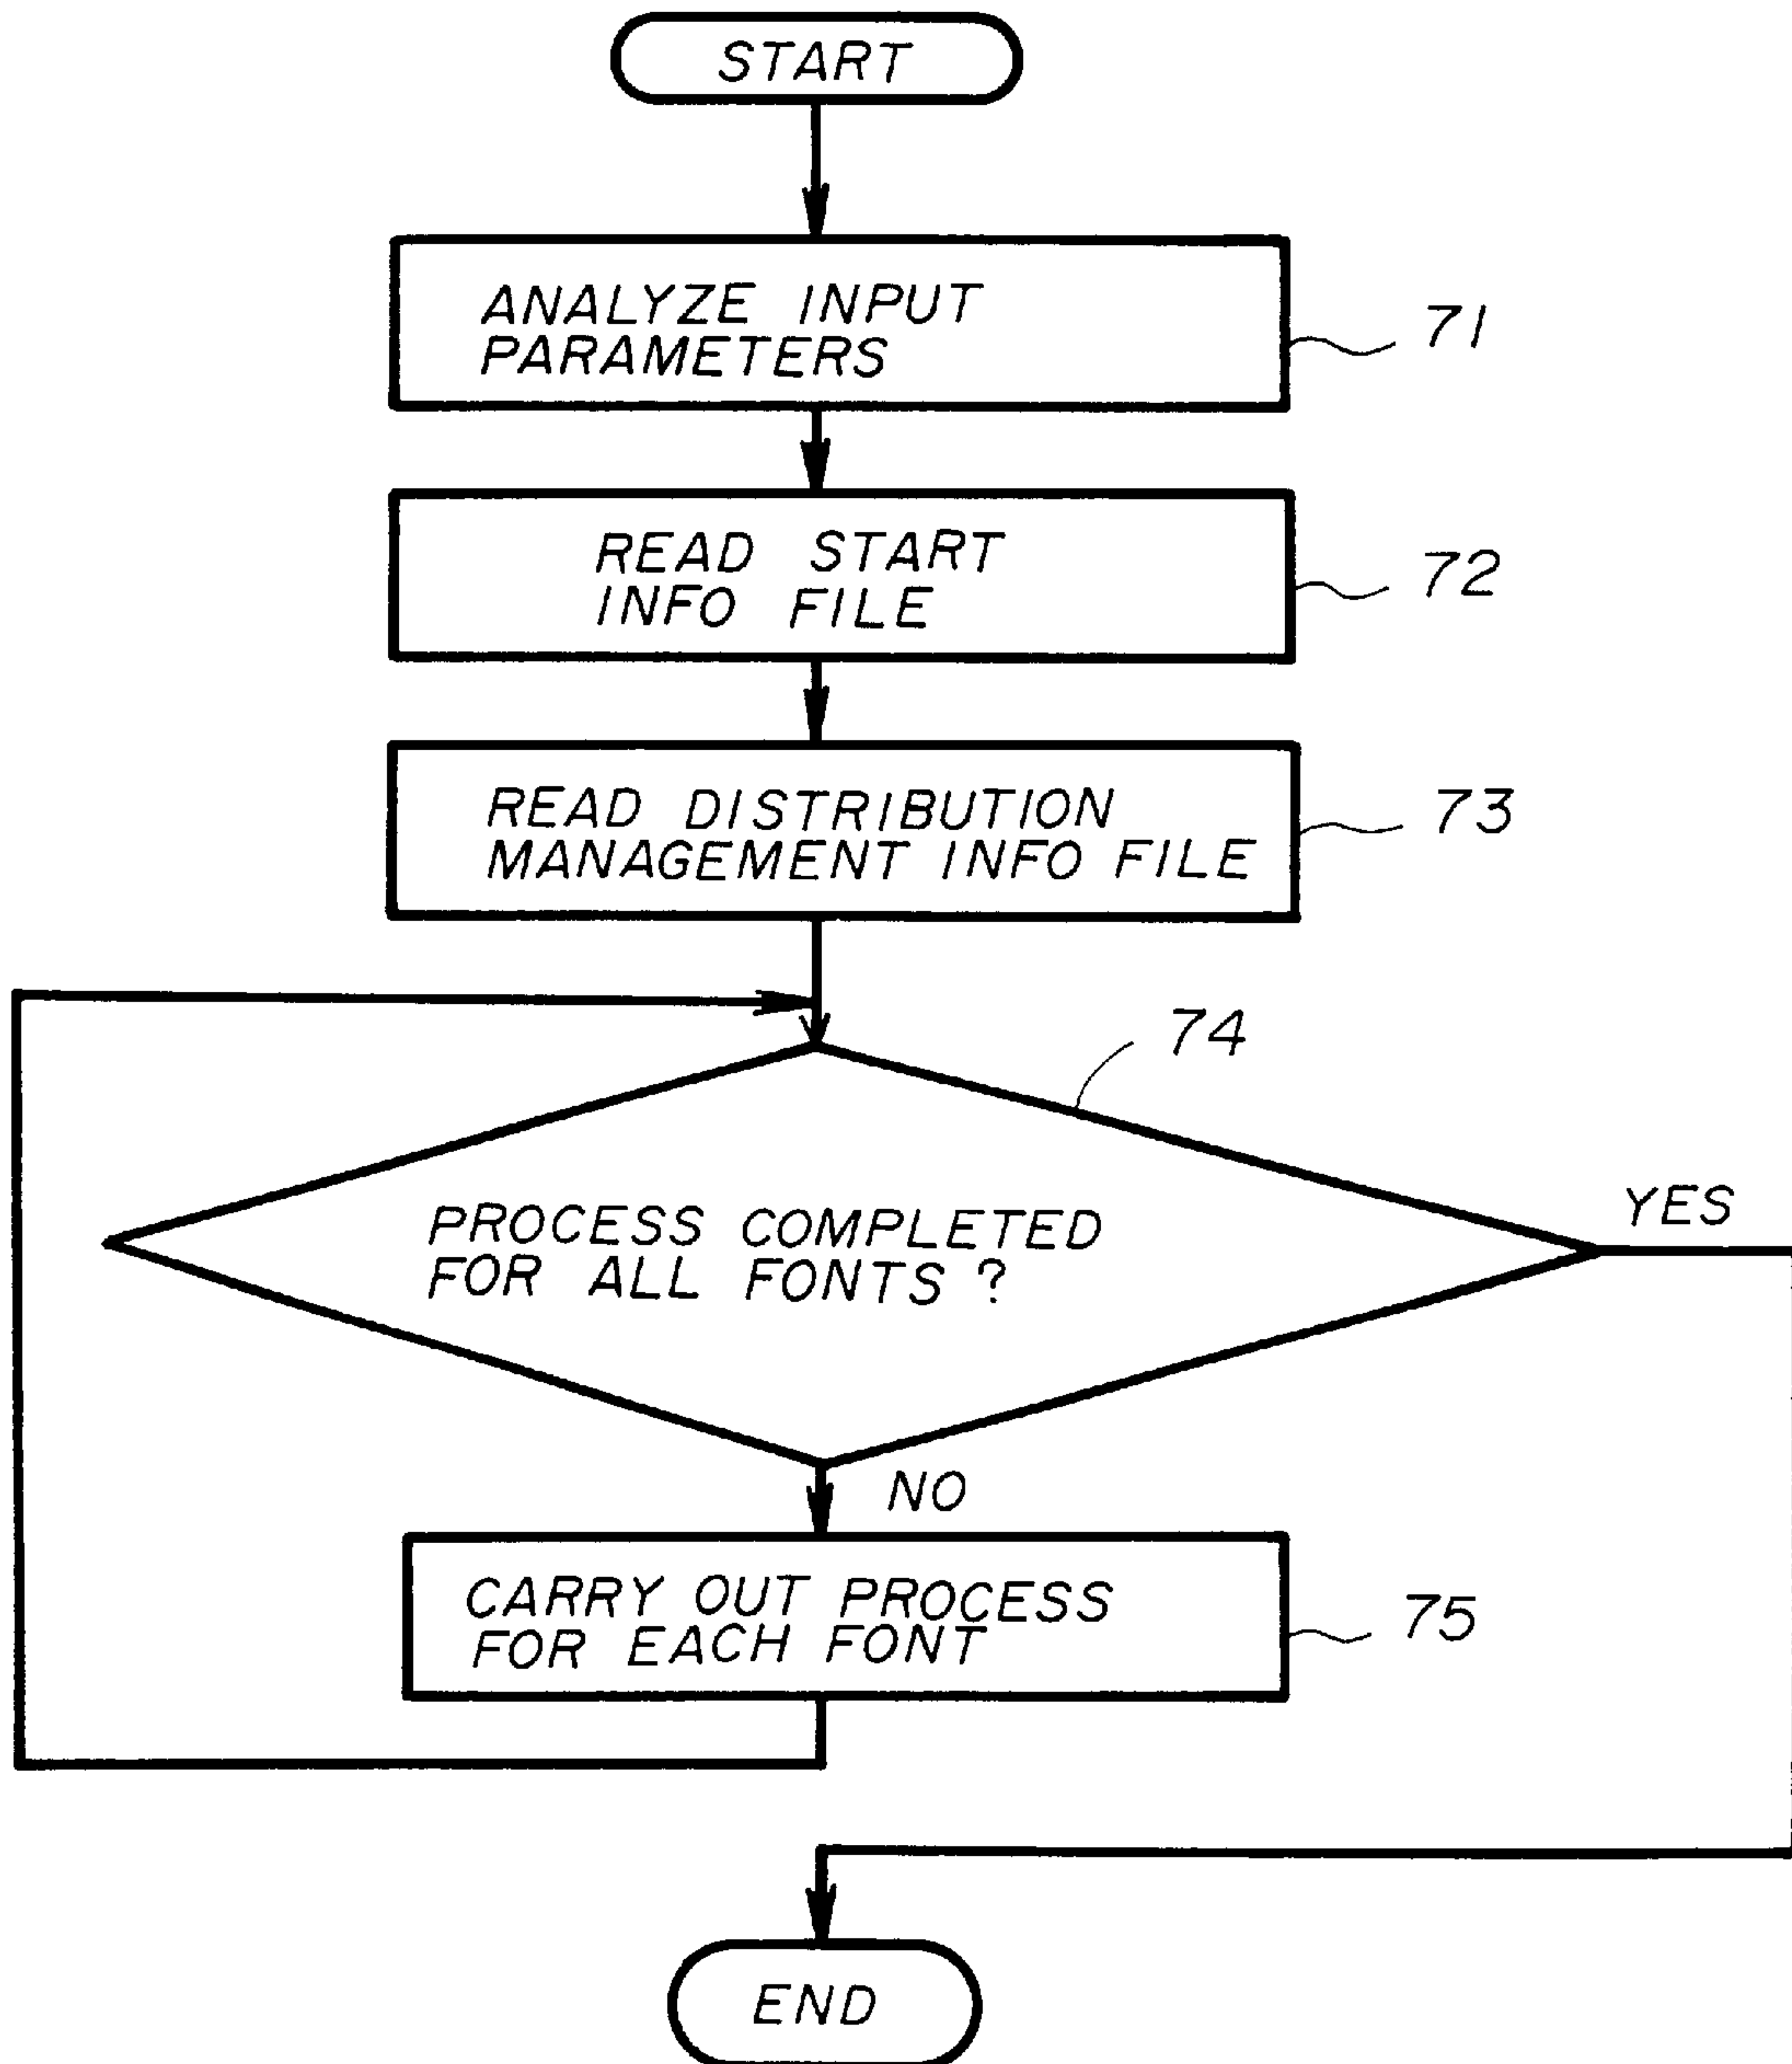 START
ANALYZE INPUT
PARAMETERS
71
READ START
INFO FILE
72
READ DISTRIBUTION
MANAGEMENT INFO FILE
73
74
PROCESS COMPLETED
FOR ALL FONTS ?
YES
NO
CARRY OUT PROCESS
FOR EACH FONT
75
END